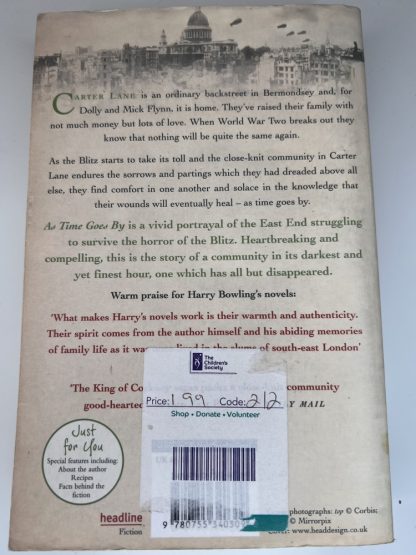 CARTER LANE is an ordinary backstreet in Bermondsey and, for
Dolly and Mick Flynn, it is home. They've raised their family with
not much money but lots of love. When World War Two breaks out they
know that nothing will be quite the same again.
As the Blitz starts to take its toll and the close-knit community in Carter
Lane endures the sorrows and partings which they had dreaded above all
else, they find comfort in one another and solace in the knowledge that
their wounds will eventually heal – as time goes by.
As Time Goes By is a vivid portrayal of the East End struggling
to survive the horror of the Blitz. Heartbreaking and
compelling, this is the story of a community in its darkest and
yet finest hour, one which has all but disappeared.
Warm praise for Harry Bowling's novels:
'What makes Harry's novels work is their warmth and authenticity.
Their spirit comes from the author himself and his abiding memories
of family life as it was lived in the slums of south-east London'
The
Children's
Society
'The King of community
Price: 1 99 Code: 212
good-hearted MAIL
Shop • Donate • Volunteer
Just
for You
Special features including:
About the author
Recipes
Facts behind the
fiction
headline
Fiction
9 780755 34030
photographs: top © Corbis;
© Mirrorpix
www.headdesign.co.uk